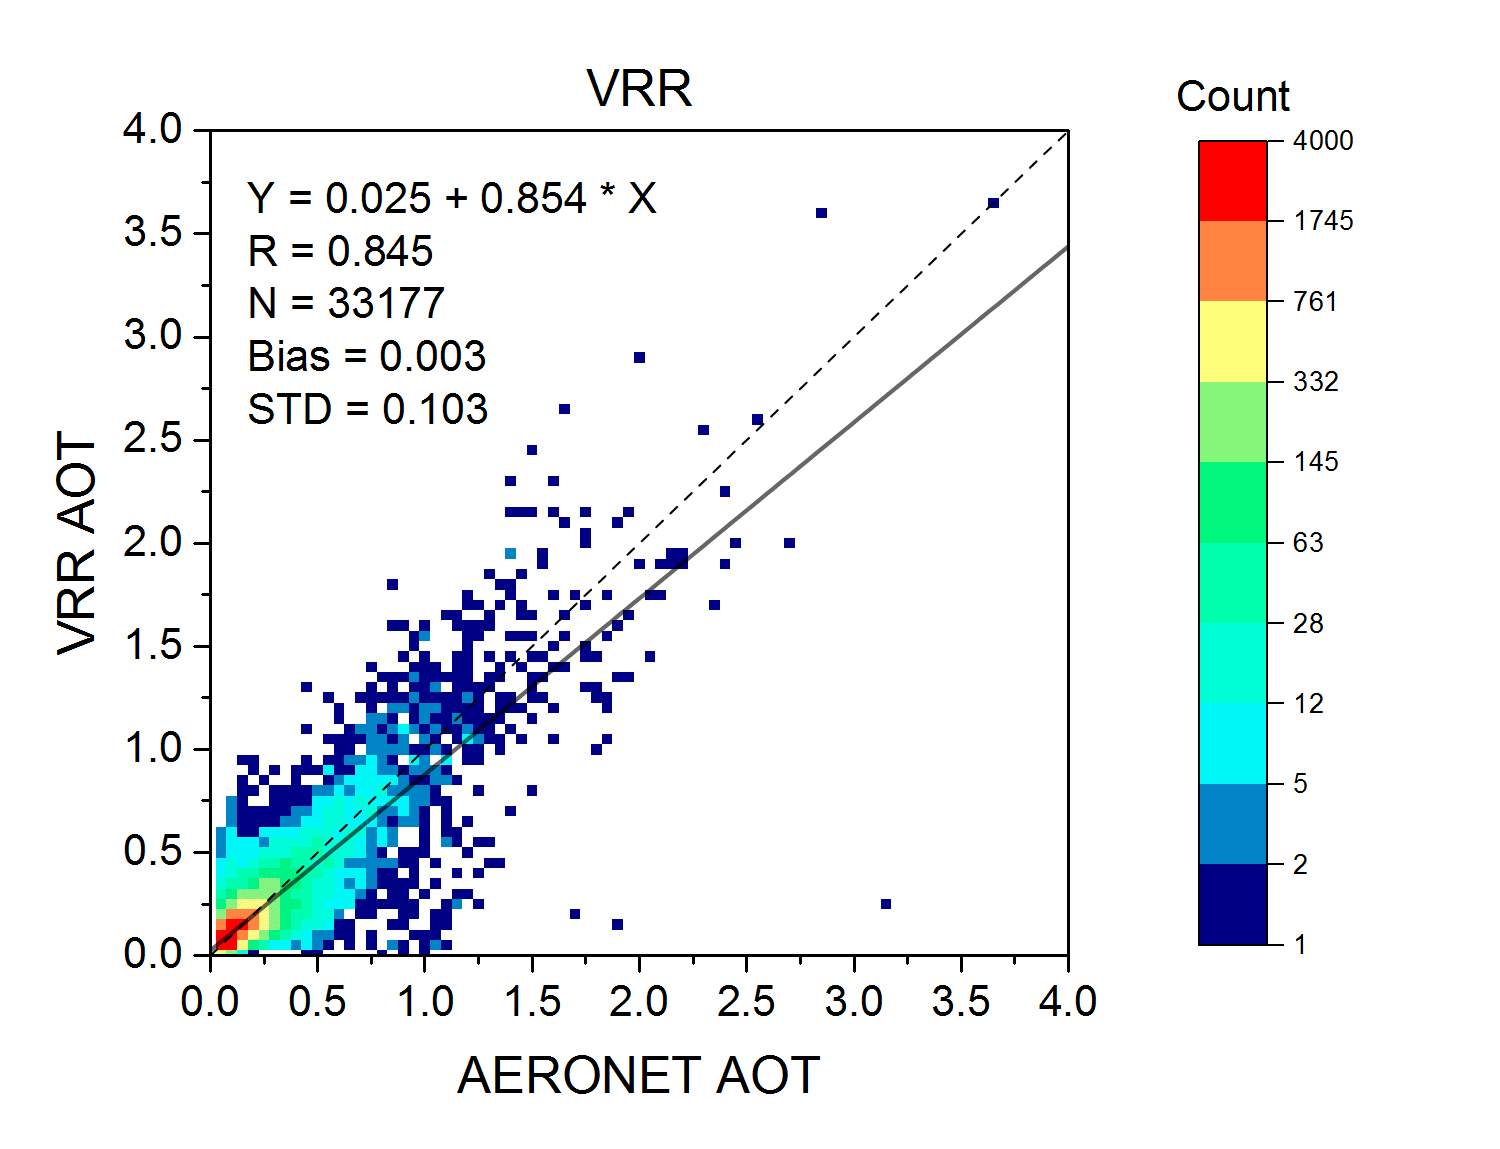 VRR
Count
Y = 0.025 + 0.854 * X
R = 0.845
N = 33177
Bias = 0.003
STD = 0.103
VRR AOT
4.0
3.5
3.0
2.5
2.0
1.5
1.0
0.5
0.0
0.0 0.5 1.0 1.5 2.0 2.5 3.0 3.5 4.0
AERONET AOT
4000
1745
761
332
145
63
28
12
5
2
1